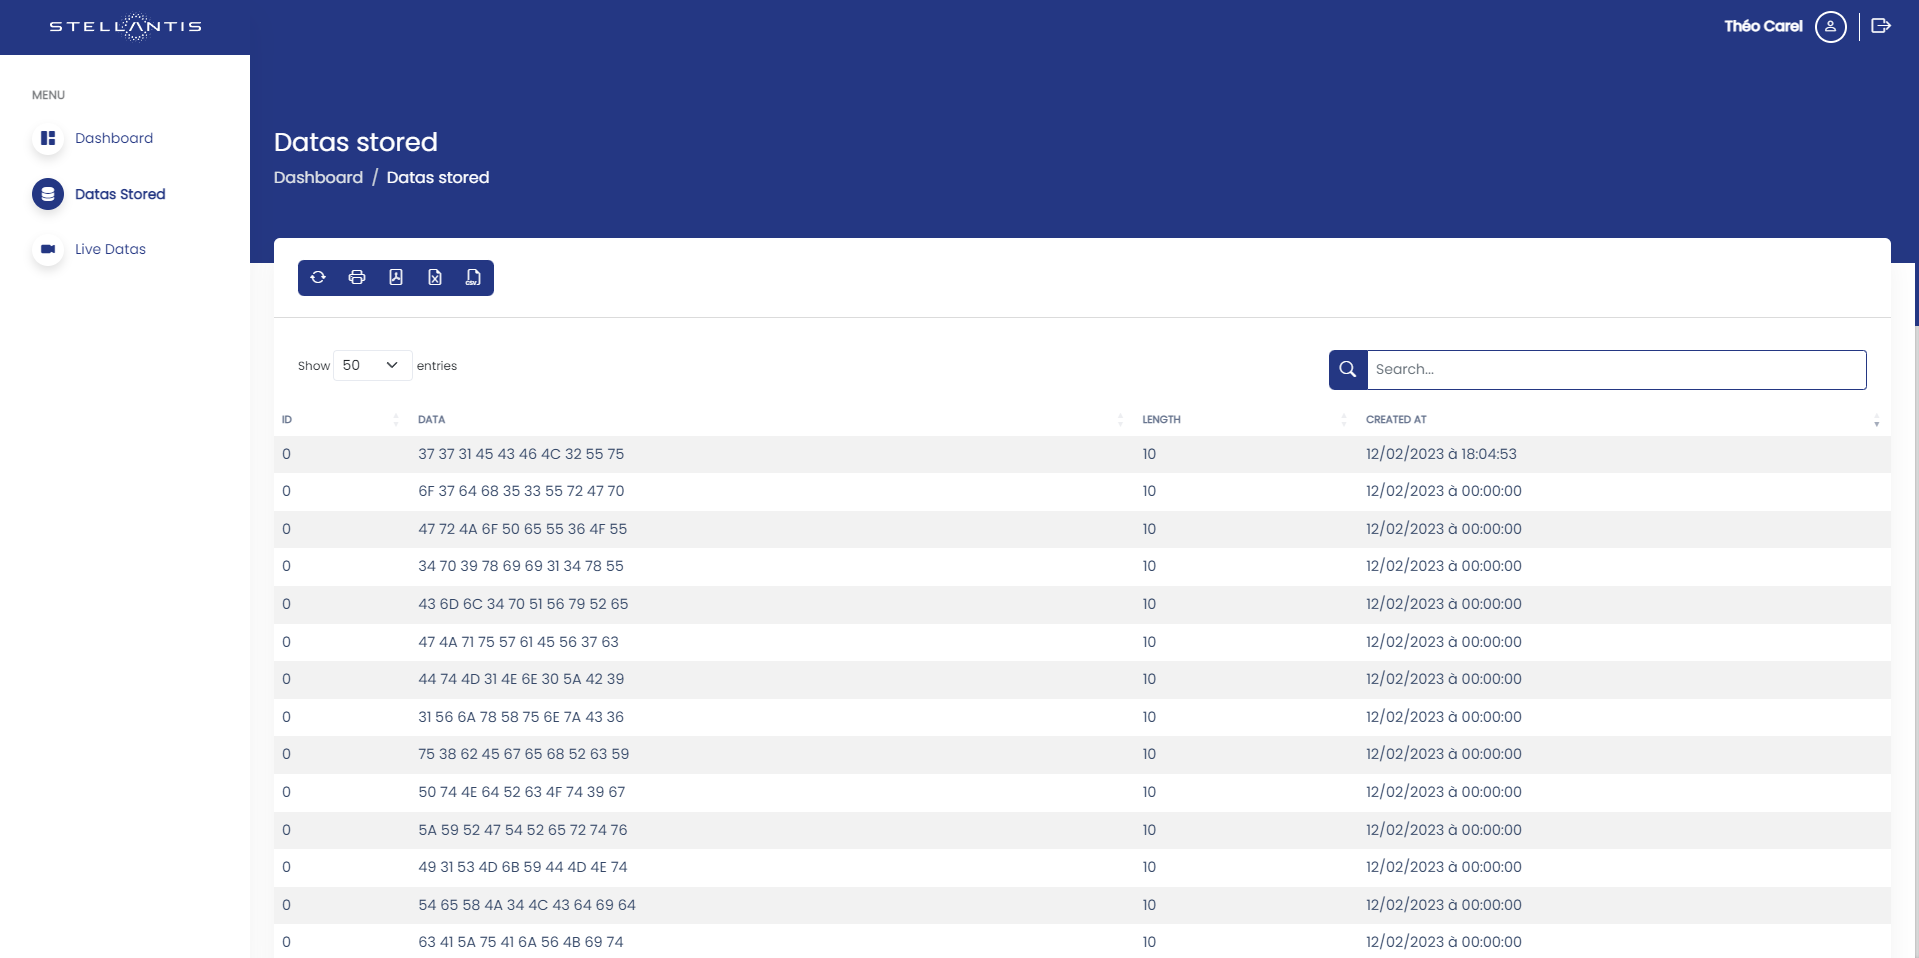 STELLANTIS
Théo Carel
MENU
Dashboard
Datas Stored
Live Datas
Datas stored
Dashboard / Datas stored
CSV
Show 50 entries
Search...
ID DATA LENGTH CREATED AT
0 37 37 31 45 43 46 4C 32 55 75 10 12/02/2023 à 18:04:53
0 6F 37 64 68 35 33 55 72 47 70 10 12/02/2023 à 00:00:00
0 47 72 4A 6F 50 65 55 36 4F 55 10 12/02/2023 à 00:00:00
0 34 70 39 78 69 69 31 34 78 55 10 12/02/2023 à 00:00:00
0 43 6D 6C 34 70 51 56 79 52 65 10 12/02/2023 à 00:00:00
0 47 4A 71 75 57 61 45 56 37 63 10 12/02/2023 à 00:00:00
0 44 74 4D 31 4E 6E 30 5A 42 39 10 12/02/2023 à 00:00:00
0 31 56 6A 78 58 75 6E 7A 43 36 10 12/02/2023 à 00:00:00
0 75 38 62 45 67 65 68 52 63 59 10 12/02/2023 à 00:00:00
0 50 74 4E 64 52 63 4F 74 39 67 10 12/02/2023 à 00:00:00
0 5A 59 52 47 54 52 65 72 74 76 10 12/02/2023 à 00:00:00
0 49 31 53 4D 6B 59 44 4D 4E 74 10 12/02/2023 à 00:00:00
0 54 65 58 4A 34 4C 43 64 69 64 10 12/02/2023 à 00:00:00
0 63 41 5A 75 41 6A 56 4B 69 74 10 12/02/2023 à 00:00:00